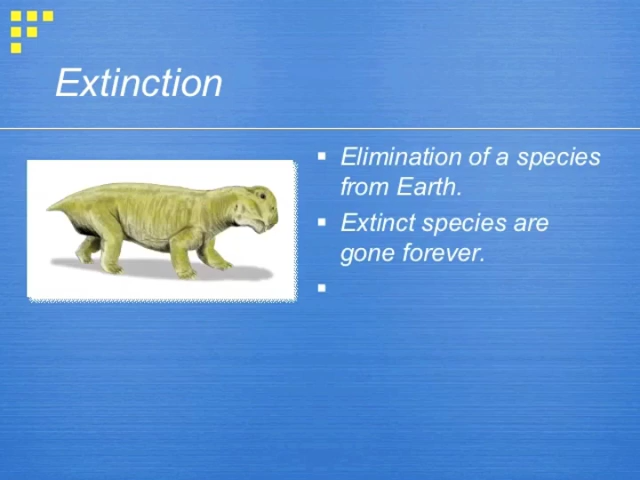 Extinction
Elimination of a species
from Earth.
Extinct species are
gone forever.